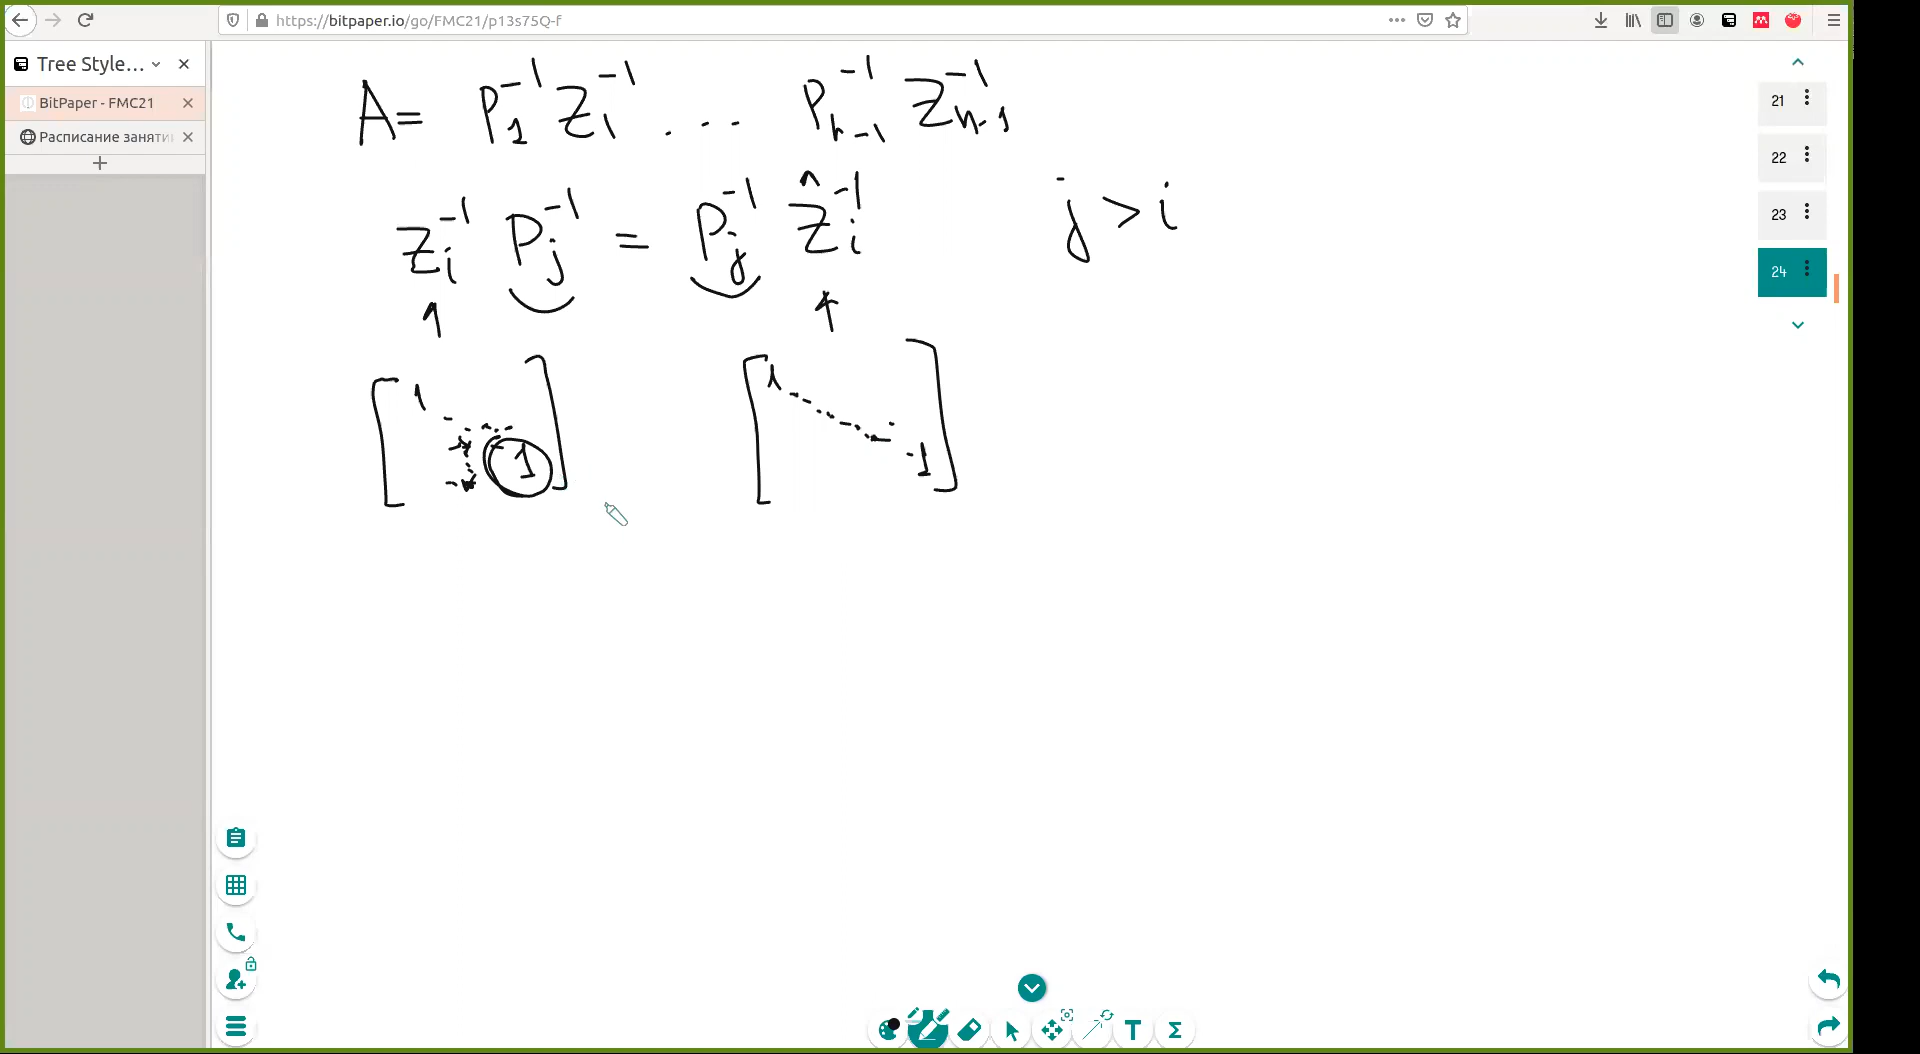 https://bitpaper.io/go/FMC21/p13s75Q-f
Tree Style...
BitPaper - FMC21
Расписание заняти
A = P₁⁻¹ Z₁⁻¹ ... Pₙ₋₁⁻¹ Zₙ₋₁⁻¹
Zᵢ⁻¹ Pⱼ⁻¹ = Pⱼ⁻¹ Ẑᵢ⁻¹ j > i
1 1
1 1
21
22
23
24
T Σ